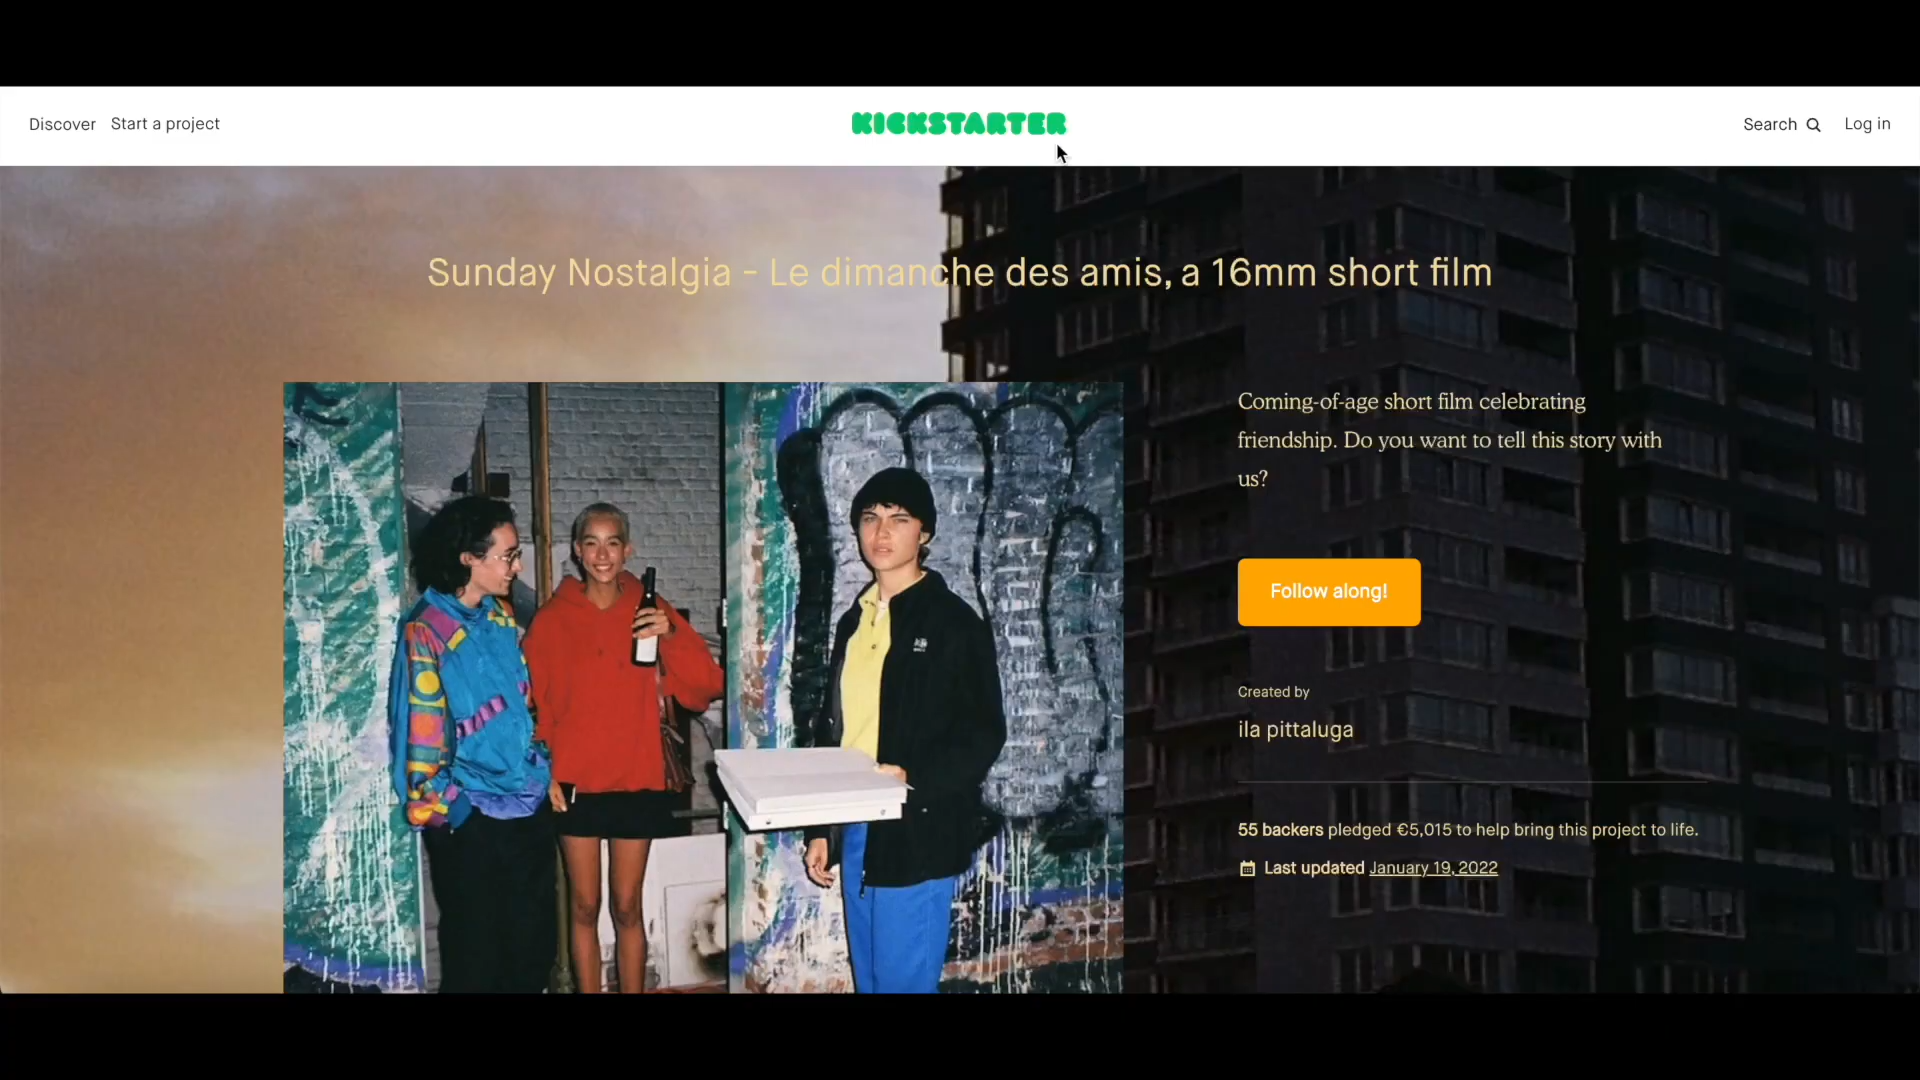 Discover Start a project
KICKSTARTER
Search Log in
Sunday Nostalgia - Le dimanche des amis, a 16mm short film
Coming-of-age short film celebrating
friendship. Do you want to tell this story with
us?
Follow along!
Created by
ila pittaluga
55 backers pledged €5,015 to help bring this project to life.
Last updated January 19, 2022